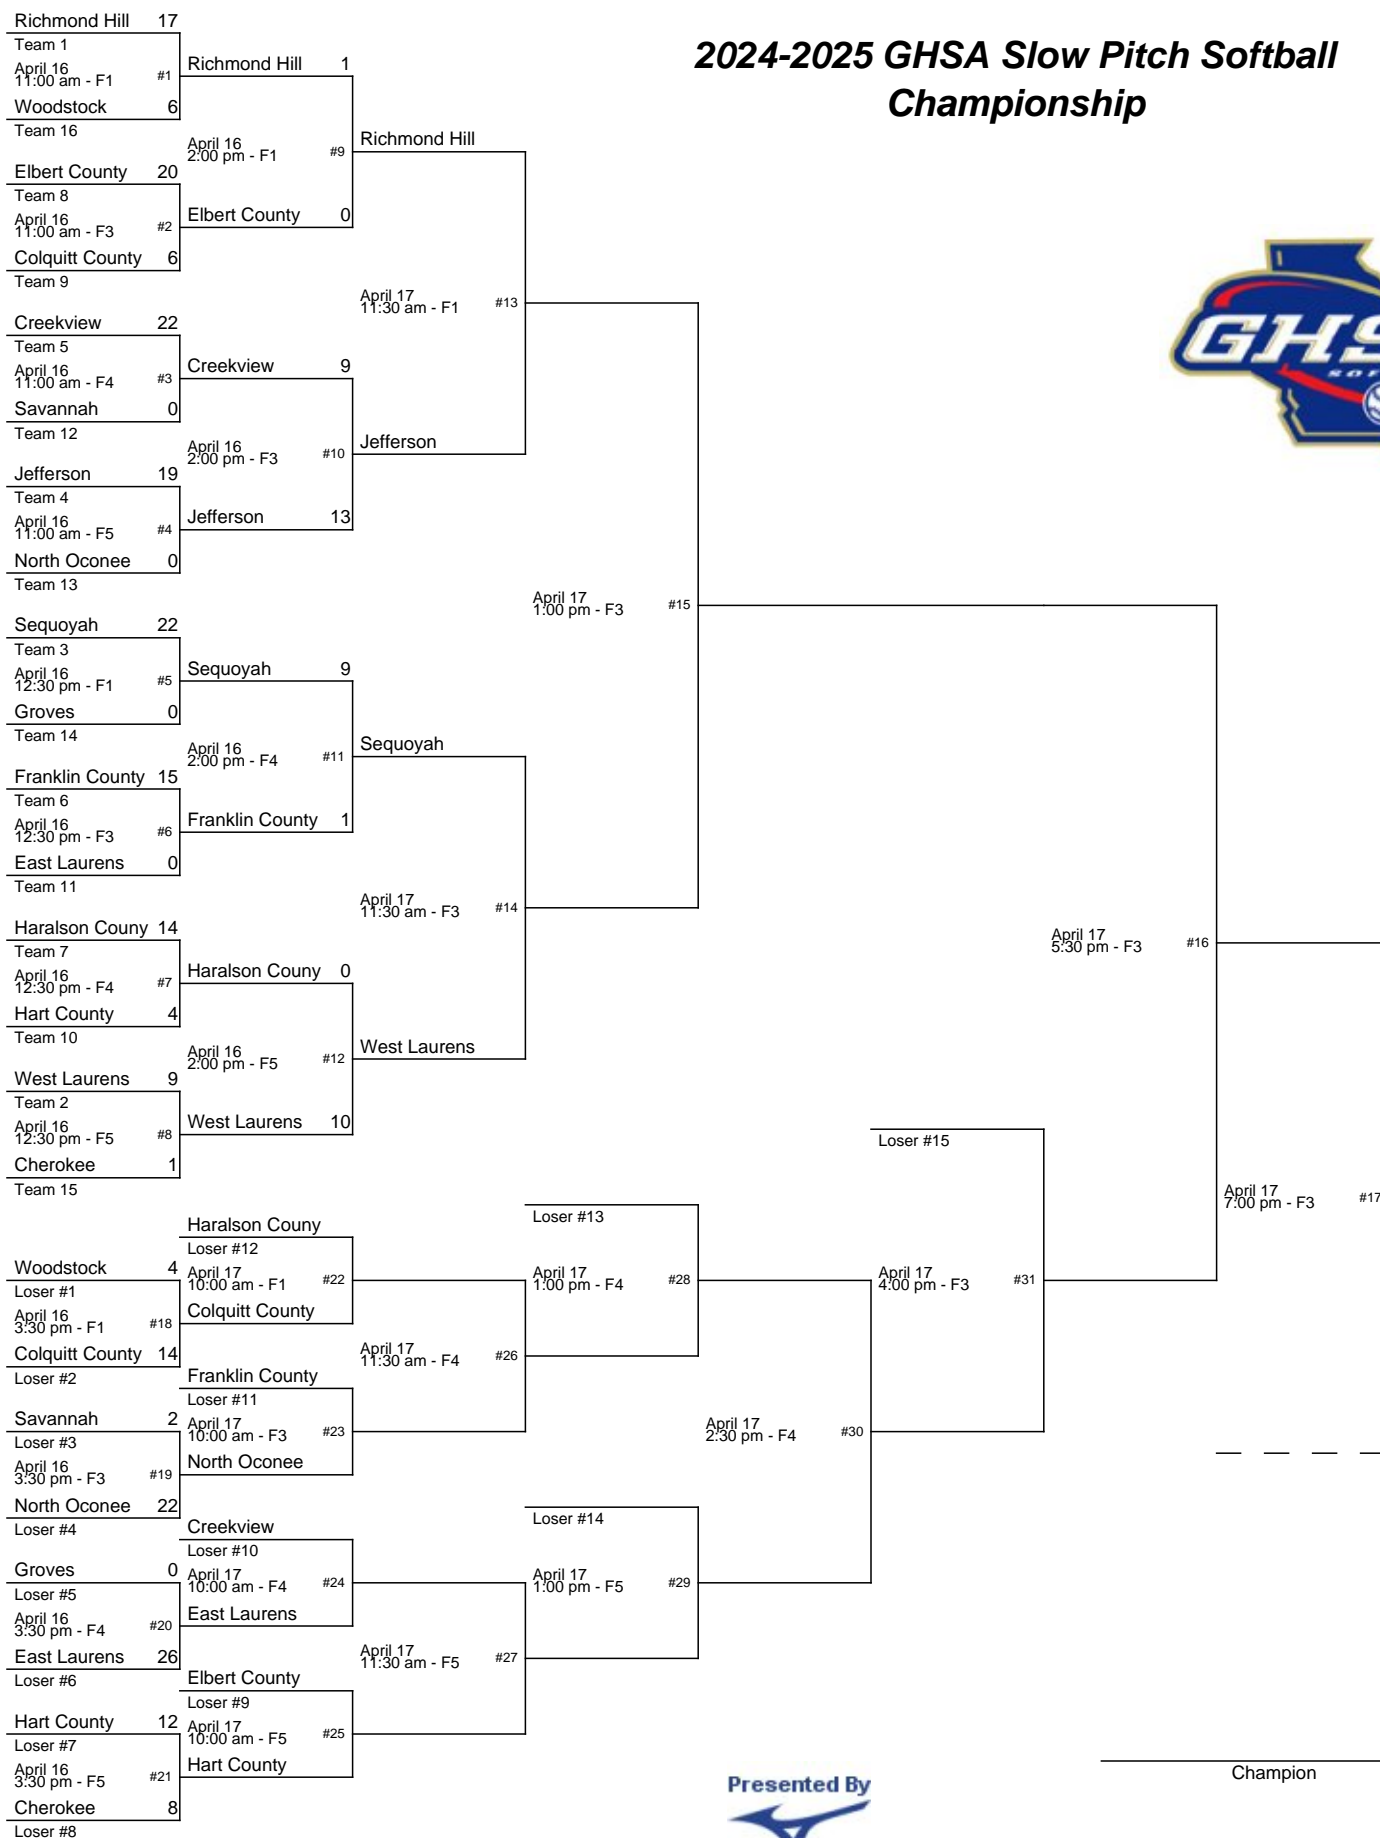 2024-2025 GHSA Slow Pitch Softball
Championship
Richmond Hill 17
Team 1
April 16
11:00 am - F1 #1
Woodstock 6
Team 16
Elbert County 20
Team 8
April 16
11:00 am - F3 #2
Colquitt County 6
Team 9
Creekview 22
Team 5
April 16
11:00 am - F4 #3
Savannah 0
Team 12
Jefferson 19
Team 4
April 16
11:00 am - F5 #4
North Oconee 0
Team 13
Sequoyah 22
Team 3
April 16
12:30 pm - F1 #5
Groves 0
Team 14
Franklin County 15
Team 6
April 16
12:30 pm - F3 #6
East Laurens 0
Team 11
Haralson Couny 14
Team 7
April 16
12:30 pm - F4 #7
Hart County 4
Team 10
West Laurens 9
Team 2
April 16
12:30 pm - F5 #8
Cherokee 1
Team 15
Richmond Hill 1
April 16
2:00 pm - F1 #9
Elbert County 0
Creekview 9
April 16
2:00 pm - F3 #10
Jefferson 13
Sequoyah 9
April 16
2:00 pm - F4 #11
Franklin County 1
Haralson Couny 0
April 16
2:00 pm - F5 #12
West Laurens 10
Richmond Hill
April 17
11:30 am - F1 #13
Jefferson
Sequoyah
April 17
11:30 am - F3 #14
West Laurens
April 17
1:00 pm - F3 #15
April 17
5:30 pm - F3 #16
April 17
7:00 pm - F3 #17
Woodstock 4
Loser #1
April 16
3:30 pm - F1 #18
Colquitt County 14
Loser #2
Savannah 2
Loser #3
April 16
3:30 pm - F3 #19
North Oconee 22
Loser #4
Groves 0
Loser #5
April 16
3:30 pm - F4 #20
East Laurens 26
Loser #6
Hart County 12
Loser #7
April 16
3:30 pm - F5 #21
Cherokee 8
Loser #8
Haralson Couny
Loser #12
April 17
10:00 am - F1 #22
Colquitt County
Franklin County
Loser #11
April 17
10:00 am - F3 #23
North Oconee
Creekview
Loser #10
April 17
10:00 am - F4 #24
East Laurens
Elbert County
Loser #9
April 17
10:00 am - F5 #25
Hart County
April 17
11:30 am - F4 #26
April 17
11:30 am - F5 #27
Loser #13
April 17
1:00 pm - F4 #28
Loser #14
April 17
1:00 pm - F5 #29
April 17
2:30 pm - F4 #30
Loser #15
April 17
4:00 pm - F3 #31
Champion
Presented By